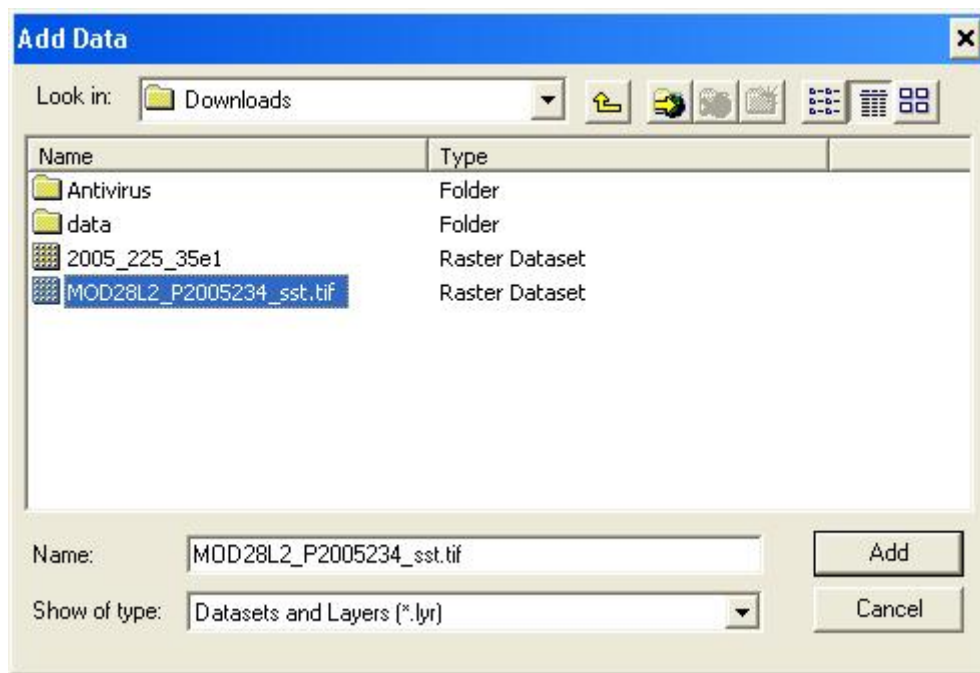 Add Data
Look in: Downloads
Name Type
Antivirus Folder
data Folder
2005_225_35e1 Raster Dataset
MOD28L2_P2005234_sst.tif Raster Dataset
Name: MOD28L2_P2005234_sst.tif Add
Show of type: Datasets and Layers (*.lyr) Cancel